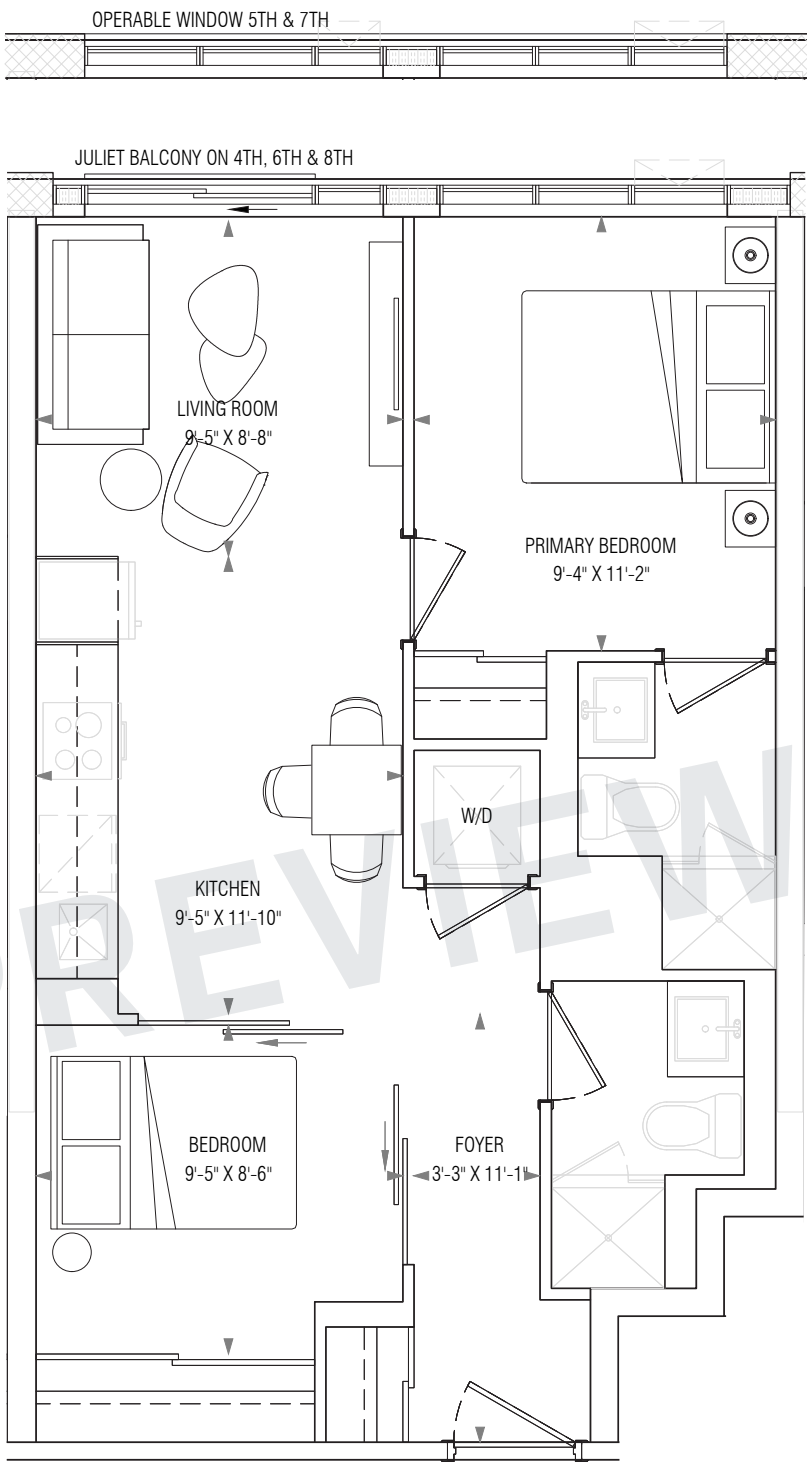 OPERABLE WINDOW 5TH & 7TH
JULIET BALCONY ON 4TH, 6TH & 8TH
LIVING ROOM
9'-5" X 8'-8"
PRIMARY BEDROOM
9'-4" X 11'-2"
W/D
KITCHEN
9'-5" X 11'-10"
BEDROOM
9'-5" X 8'-6"
FOYER
3'-3" X 11'-1"
PREVIEW